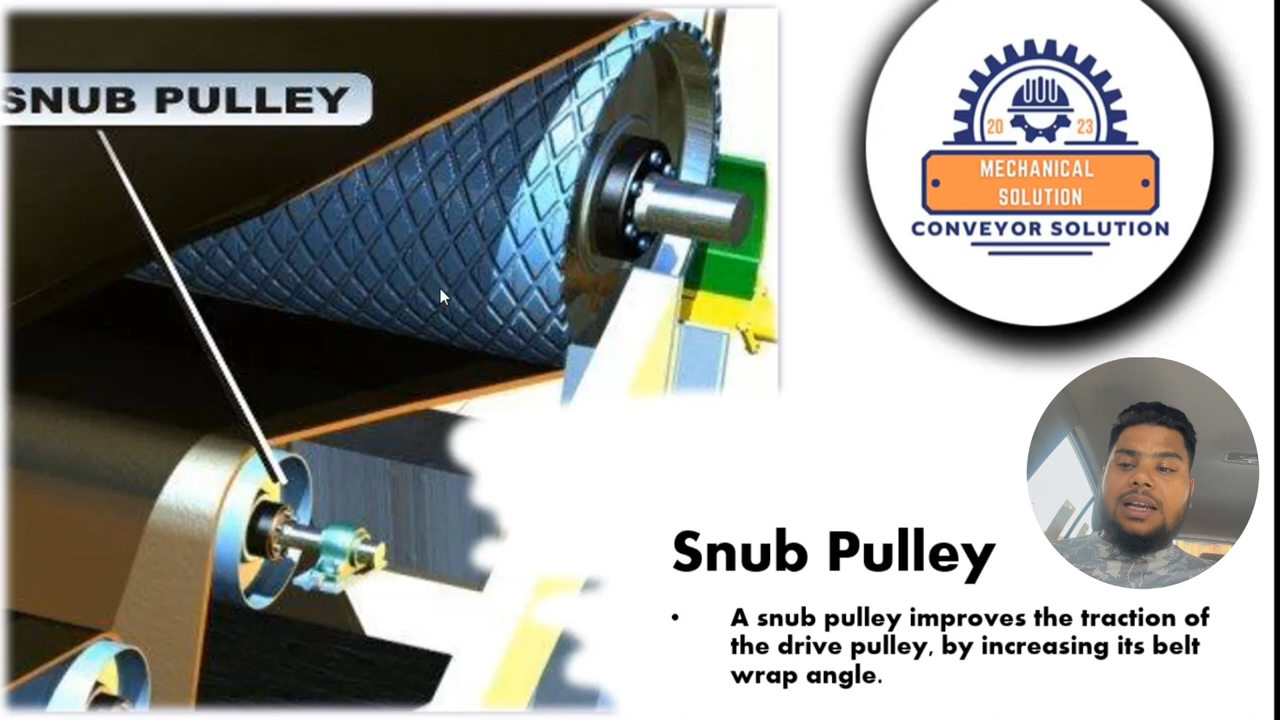 SNUB PULLEY
20 23
MECHANICAL
SOLUTION
CONVEYOR SOLUTION
Snub Pulley
• A snub pulley improves the traction of
the drive pulley, by increasing its belt
wrap angle.